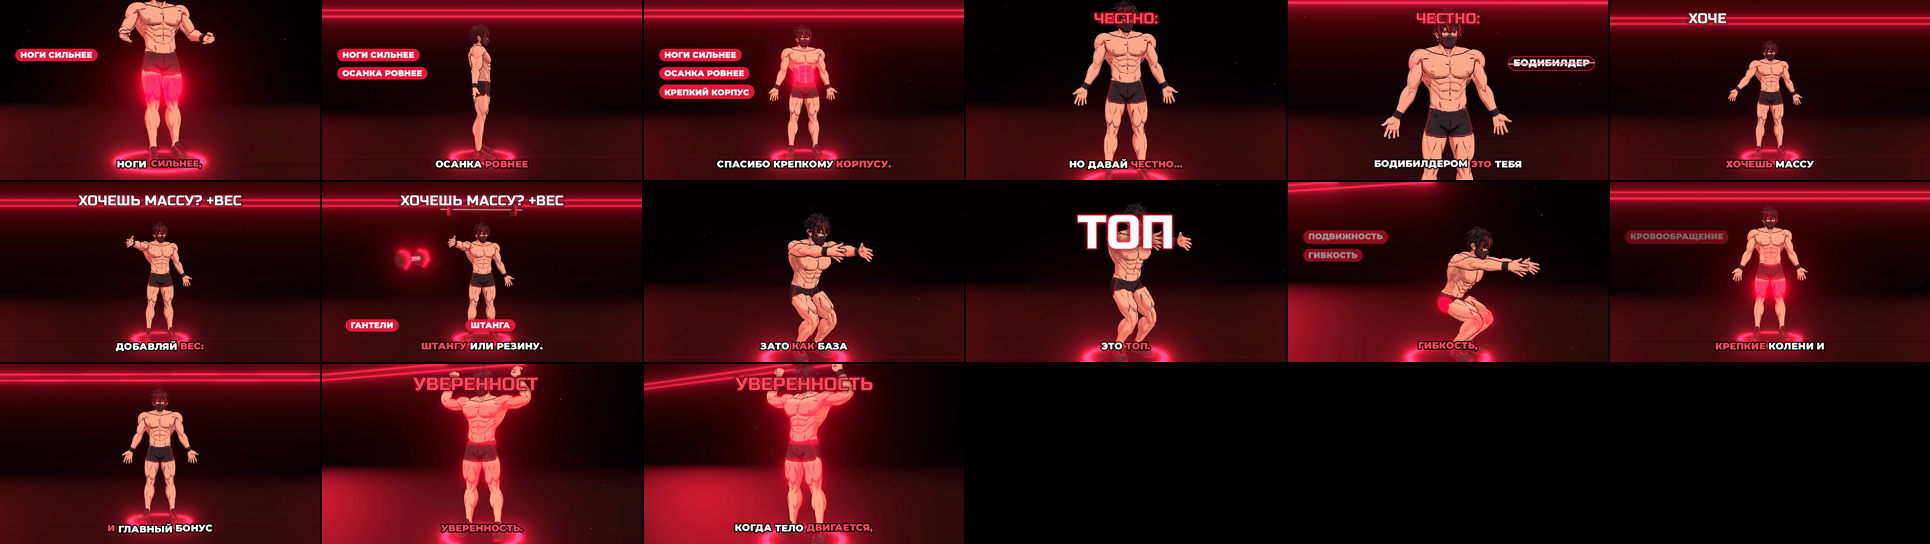 НОГИ СИЛЬНЕЕ
НОГИ СИЛЬНЕЕ,
НОГИ СИЛЬНЕЕ
ОСАНКА РОВНЕЕ
ОСАНКА РОВНЕЕ
НОГИ СИЛЬНЕЕ
ОСАНКА РОВНЕЕ
КРЕПКИЙ КОРПУС
СПАСИБО КРЕПКОМУ КОРПУСУ.
ЧЕСТНО:
НО ДАВАЙ ЧЕСТНО...
ЧЕСТНО:
БОДИБИЛДЕР
БОДИБИЛДЕРОМ ЭТО ТЕБЯ
ХОЧЕ
ХОЧЕШЬ МАССУ
ХОЧЕШЬ МАССУ? +ВЕС
ДОБАВЛЯЙ ВЕС:
ХОЧЕШЬ МАССУ? +ВЕС
ГАНТЕЛИ
ШТАНГА
ШТАНГУ ИЛИ РЕЗИНУ.
ЗАТО КАК БАЗА
ТОП
ЭТО ТОП.
ПОДВИЖНОСТЬ
ГИБКОСТЬ
ГИБКОСТЬ,
КРОВООБРАЩЕНИЕ
КРЕПКИЕ КОЛЕНИ И
И ГЛАВНЫЙ БОНУС
УВЕРЕННОСТ
УВЕРЕННОСТЬ.
УВЕРЕННОСТЬ
КОГДА ТЕЛО ДВИГАЕТСЯ,